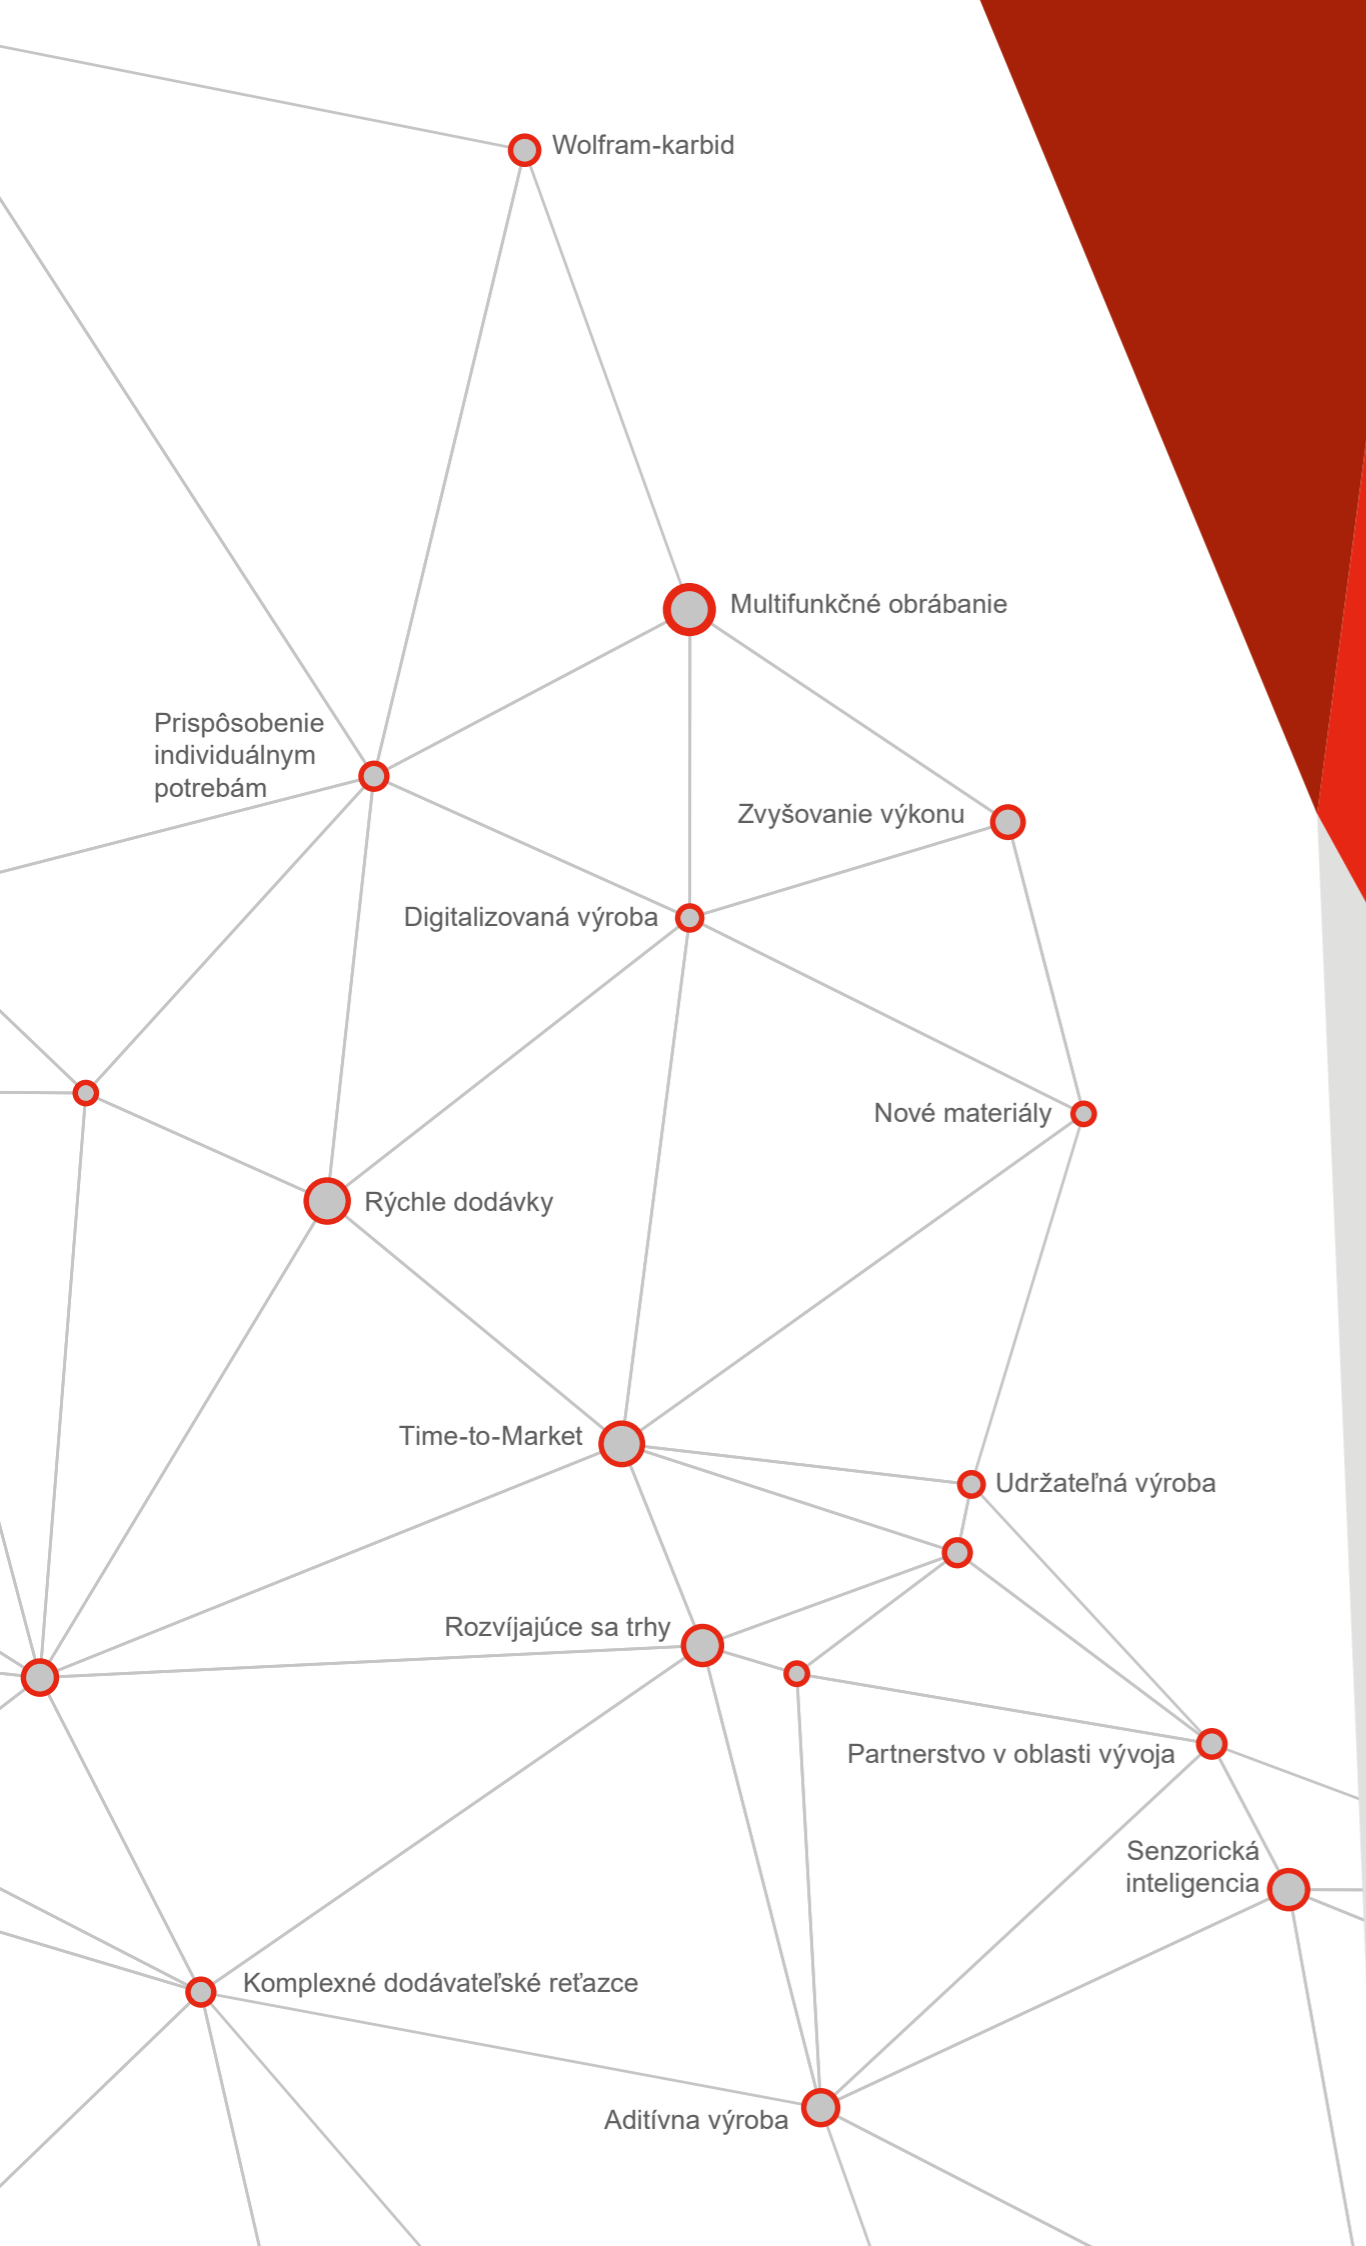 Wolfram-karbid
Multifunkčné obrábanie
Prispôsobenie
individuálnym
potrebám
Zvyšovanie výkonu
Digitalizovaná výroba
Nové materiály
Rýchle dodávky
Time-to-Market
Udržateľná výroba
Rozvíjajúce sa trhy
Partnerstvo v oblasti vývoja
Senzorická
inteligencia
Komplexné dodávateľské reťazce
Aditívna výroba